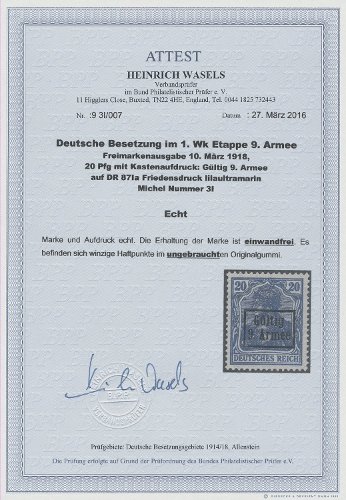 ATTEST
HEINRICH WASELS
Verbandsprüfer
im Bund Philatelistischer Prüfer e. V.
11 Higglers Close, Buxted, TN22 4HE, England, Tel. 0044 1825 732443
Nr. :9 3I/007 Datum : 27. März 2016
Deutsche Besetzung im 1. Wk Etappe 9. Armee
Freimarkenausgabe 10. März 1918,
20 Pfg mit Kastenaufdruck: Gültig 9. Armee
auf DR 87Ia Friedensdruck lilaultramarin
Michel Nummer 3I
Echt
Marke und Aufdruck echt. Die Erhaltung der Marke ist einwandfrei. Es
befinden sich winzige Haftpunkte im ungebrauchten Originalgummi.
20 20
Gültig
9. Armee
DEUTSCHES REICH
Prüfgebiete: Deutsche Besetzungsgebiete 1914/18, Allenstein
Die Prüfung erfolgte auf Grund der Prüfordnung des Bundes Philatelistischer Prüfer e. V.